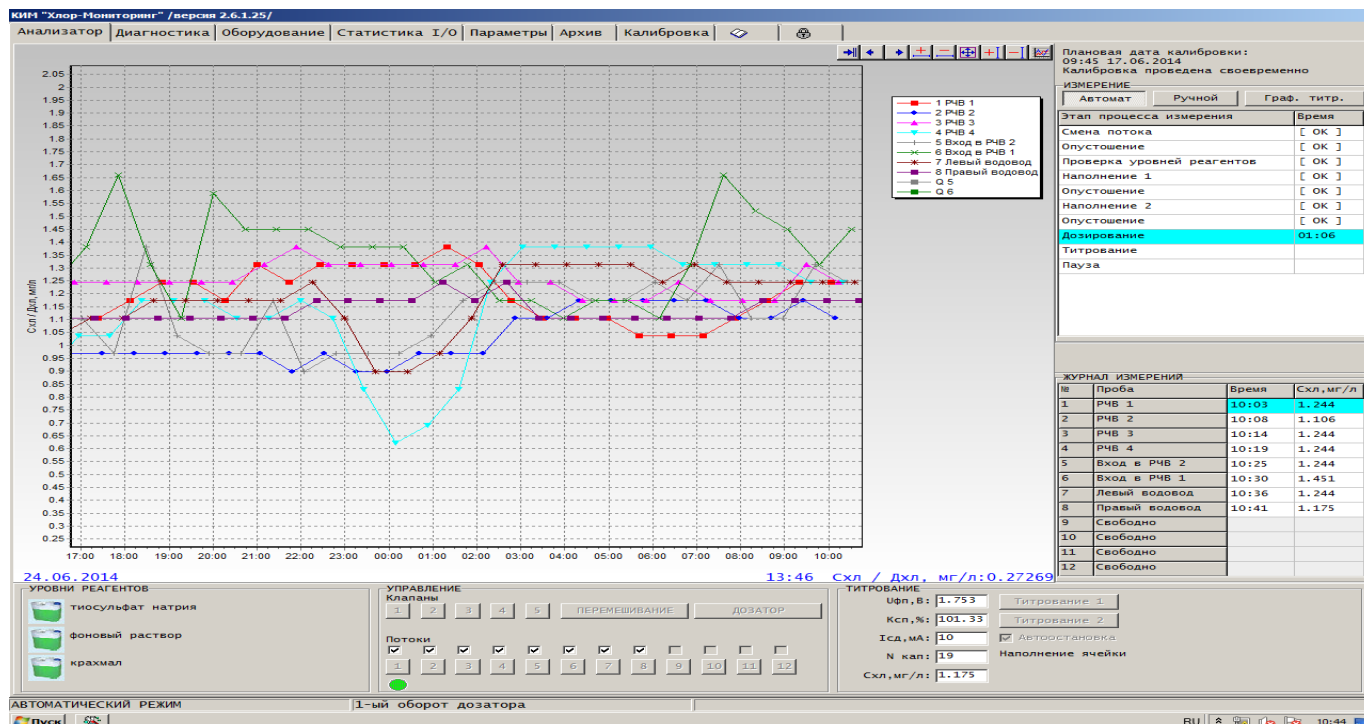 КИМ "Хлор-Мониторинг" /версия 2.6.1.25/
Анализатор Диагностика Оборудование Статистика I/O Параметры Архив Калибровка
Плановая дата калибровки:
09:45 17.06.2014
Калибровка проведена своевременно
ИЗМЕРЕНИЕ
Автомат Ручной Граф. титр.
Этап процесса измерения Время
Смена потока [ OK ]
Опустошение [ OK ]
Проверка уровней реагентов [ OK ]
Наполнение 1 [ OK ]
Опустошение [ OK ]
Наполнение 2 [ OK ]
Опустошение [ OK ]
Дозирование 01:06
Титрование
Пауза
Схл/Дхл, мг/л
2.05
2
1.95
1.9
1.85
1.8
1.75
1.7
1.65
1.6
1.55
1.5
1.45
1.4
1.35
1.3
1.25
1.2
1.15
1.1
1.05
1
0.95
0.9
0.85
0.8
0.75
0.7
0.65
0.6
0.55
0.5
0.45
0.4
0.35
0.3
0.25
17:00 18:00 19:00 20:00 21:00 22:00 23:00 00:00 01:00 02:00 03:00 04:00 05:00 06:00 07:00 08:00 09:00 10:00
1 РЧВ 1
2 РЧВ 2
3 РЧВ 3
4 РЧВ 4
5 Вход в РЧВ 2
6 Вход в РЧВ 1
7 Левый водовод
8 Правый водовод
Q 5
Q 6
24.06.2014 13:46 Схл / Дхл, мг/л:0.27269
ЖУРНАЛ ИЗМЕРЕНИЙ
№ Проба Время Схл,мг/л
1 РЧВ 1 10:03 1.244
2 РЧВ 2 10:08 1.106
3 РЧВ 3 10:14 1.244
4 РЧВ 4 10:19 1.244
5 Вход в РЧВ 2 10:25 1.244
6 Вход в РЧВ 1 10:30 1.451
7 Левый водовод 10:36 1.244
8 Правый водовод 10:41 1.175
9 Свободно
10 Свободно
11 Свободно
12 Свободно
УРОВНИ РЕАГЕНТОВ
тиосульфат натрия
фоновый раствор
крахмал
УПРАВЛЕНИЕ
Клапаны
1 2 3 4 5 ПЕРЕМЕШИВАНИЕ ДОЗАТОР
Потоки
1 2 3 4 5 6 7 8 9 10 11 12
ТИТРОВАНИЕ
Uфп,В: 1.753 Титрование 1
Ксп,%: 101.33 Титрование 2
Iсд,мА: 10 Автоостановка
N кап: 19 Наполнение ячейки
Схл,мг/л: 1.175
АВТОМАТИЧЕСКИЙ РЕЖИМ 1-ый оборот дозатора
Пуск RU 10:44